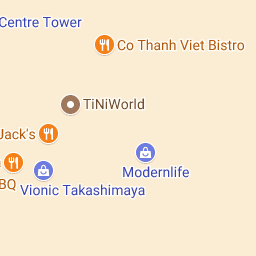 Centre Tower
Co Thanh Viet Bistro
TiNiWorld
Jack's
Modernlife
BQ
Vionic Takashimaya